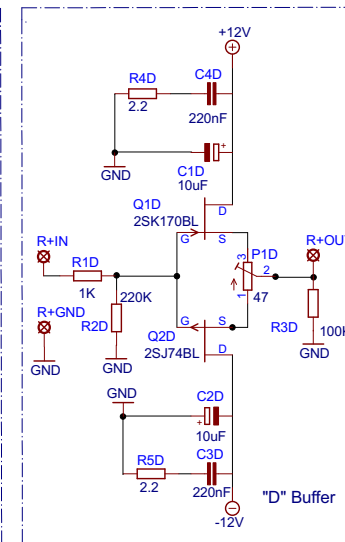 +12V
R4D
C4D
2.2
220nF
C1D
GND
10uF
Q1D
2SK170BL
D
R+IN
G
S
R+OU
R1D
3
P1D
2
1K
220K
1
47
R+GND
R2D
S
G
R3D
100K
Q2D
2SJ74BL
D
GND
GND
GND
GND
C2D
+
10uF
R5D
C3D
2.2
220nF
"D" Buffer
-12V